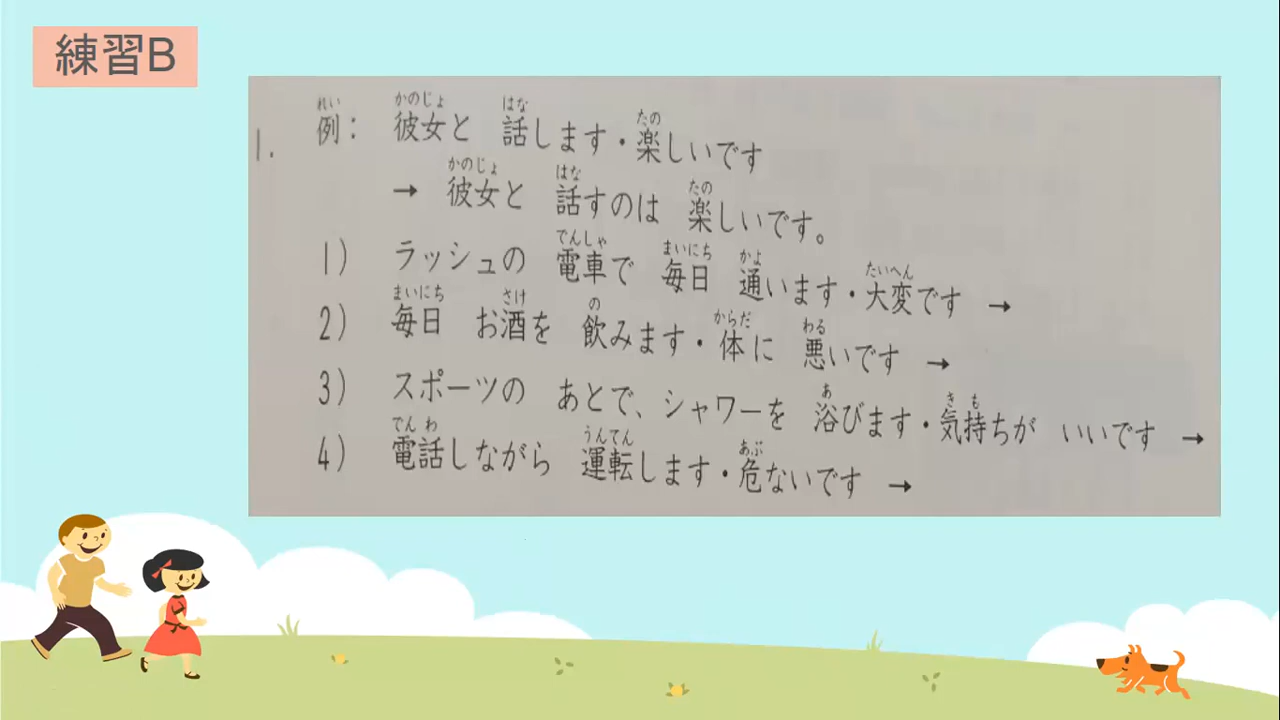 練習B
1. 例： 彼女と 話します・楽しいです
→ 彼女と 話すのは 楽しいです。
1) ラッシュの 電車で 毎日 通います・大変です →
2) 毎日 お酒を 飲みます・体に 悪いです →
3) スポーツの あとで、シャワーを 浴びます・気持ちが いいです →
4) 電話しながら 運転します・危ないです →